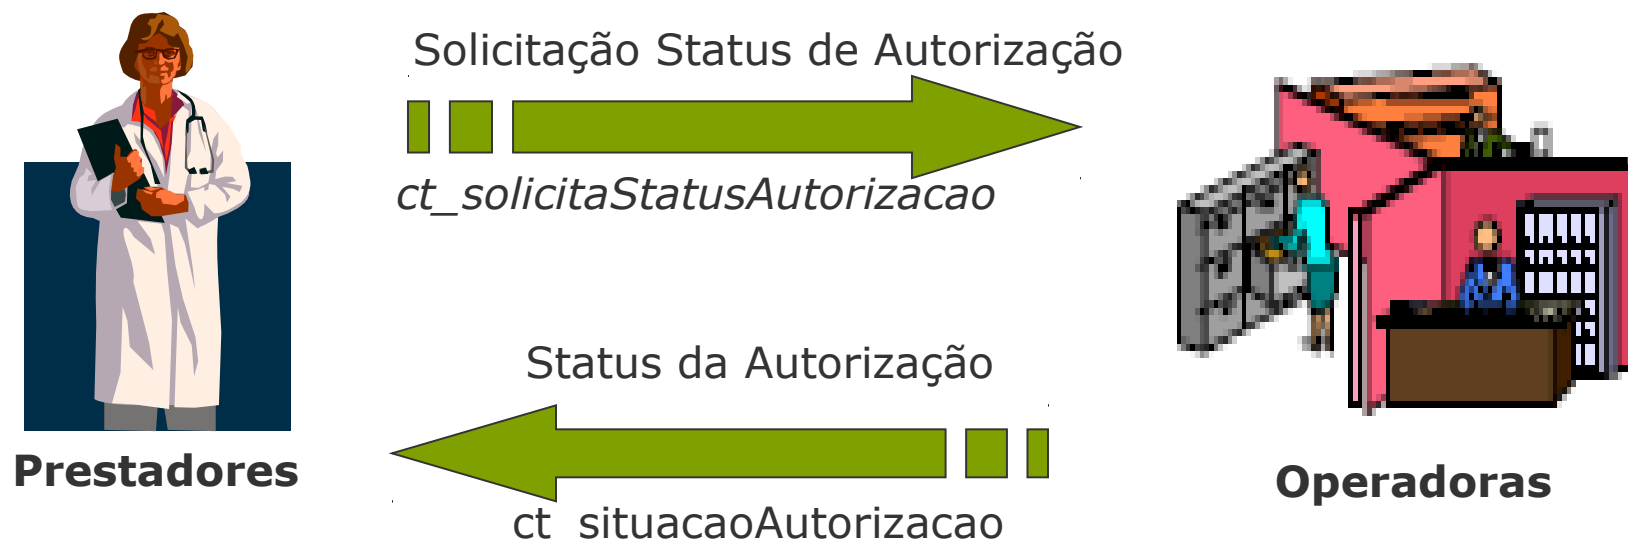 Solicitação Status de Autorização
ct_solicitaStatusAutorizacao
Status da Autorização
Prestadores
Operadoras
ct_situacaoAutorizacao